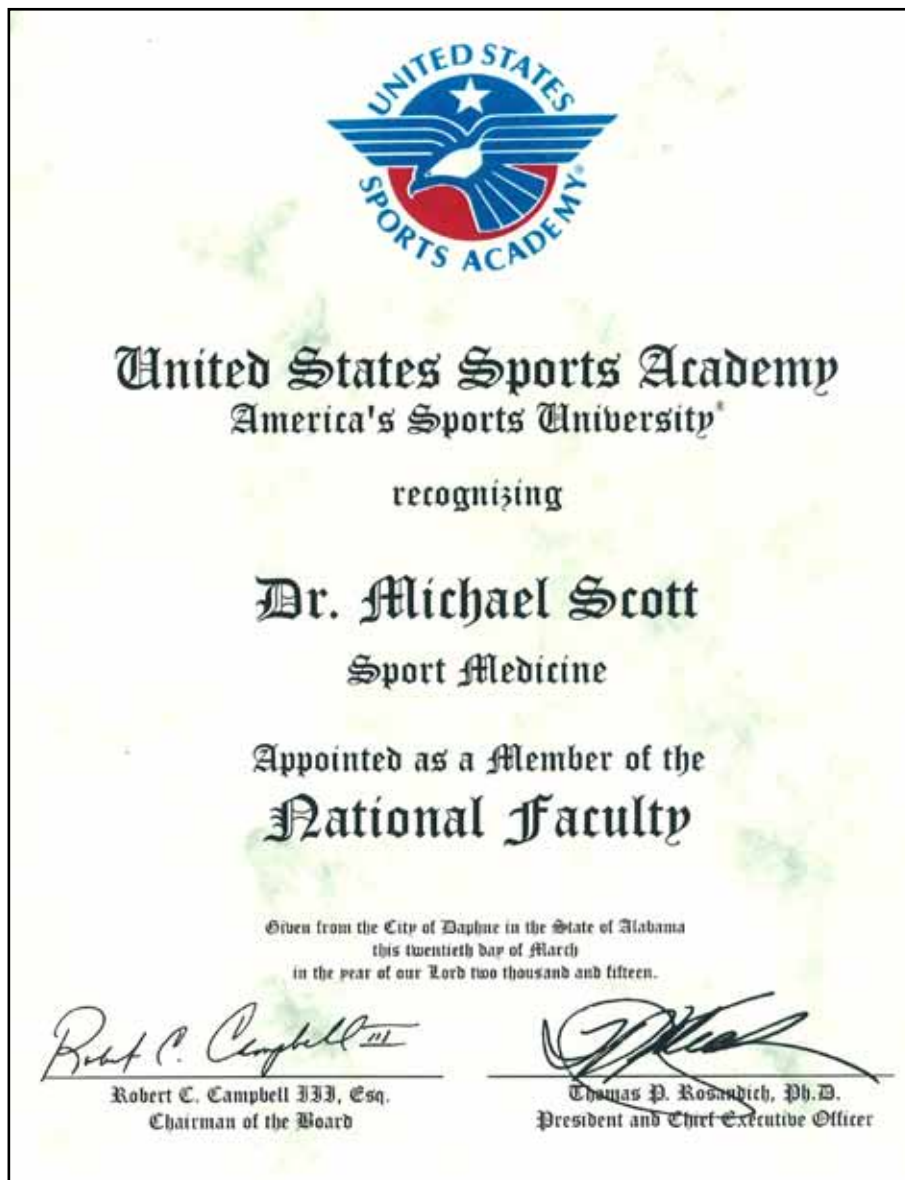 UNITED STATES
SPORTS ACADEMY®
United States Sports Academy
America's Sports University®
recognizing
Dr. Michael Scott
Sport Medicine
Appointed as a Member of the
National Faculty
Given from the City of Daphne in the State of Alabama
this twentieth day of March
in the year of our Lord two thousand and fifteen.
Robert C. Campbell III
Robert C. Campbell III, Esq.
Chairman of the Board
Thomas P. Rosandich, Ph.D.
President and Chief Executive Officer